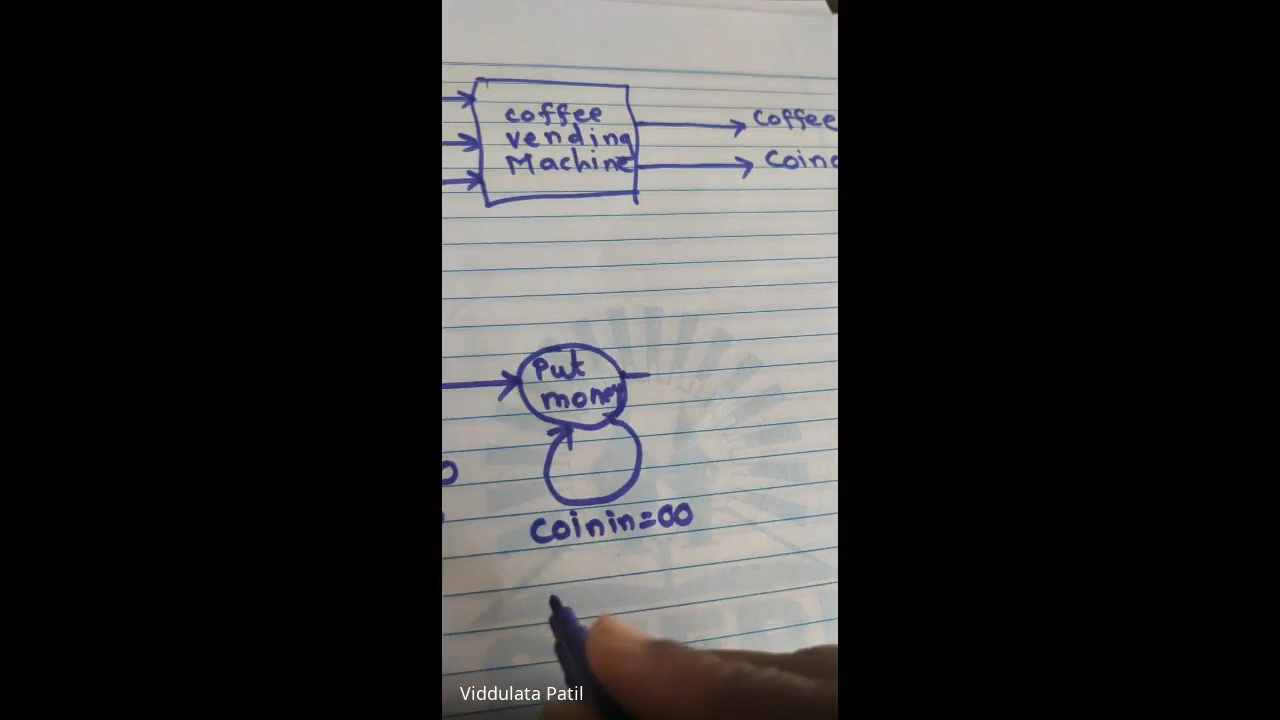 coffee
vending
Machine
Coffee
Put
money
Coinin=00
Viddulata Patil